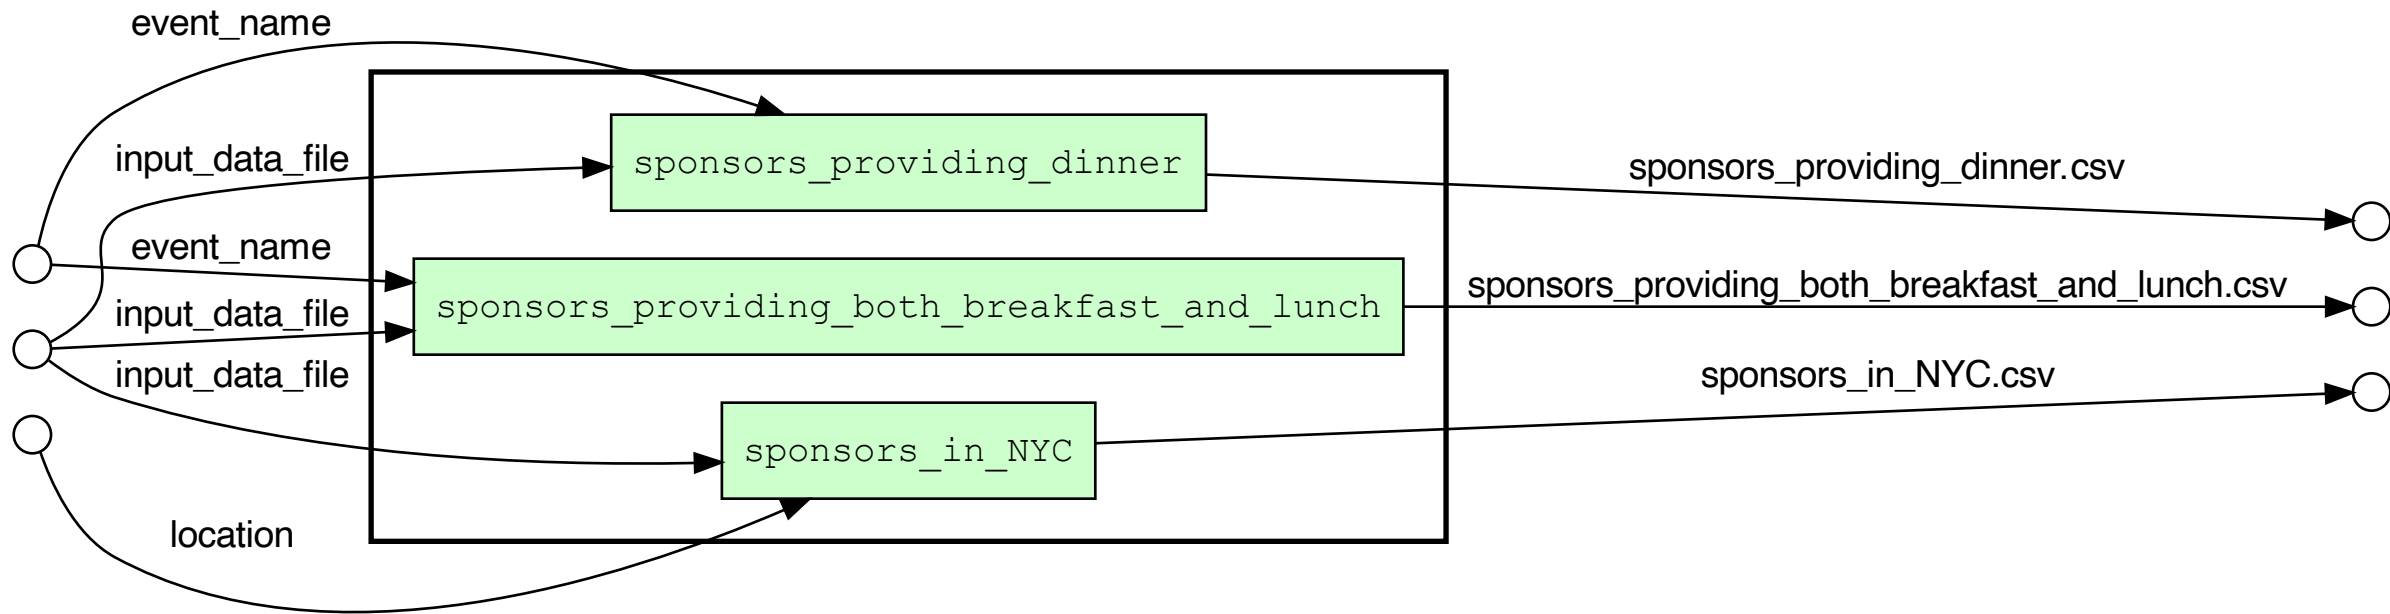 event_name
input_data_file
sponsors_providing_dinner
sponsors_providing_dinner.csv
event_name
input_data_file
sponsors_providing_both_breakfast_and_lunch
sponsors_providing_both_breakfast_and_lunch.csv
input_data_file
sponsors_in_NYC
sponsors_in_NYC.csv
location